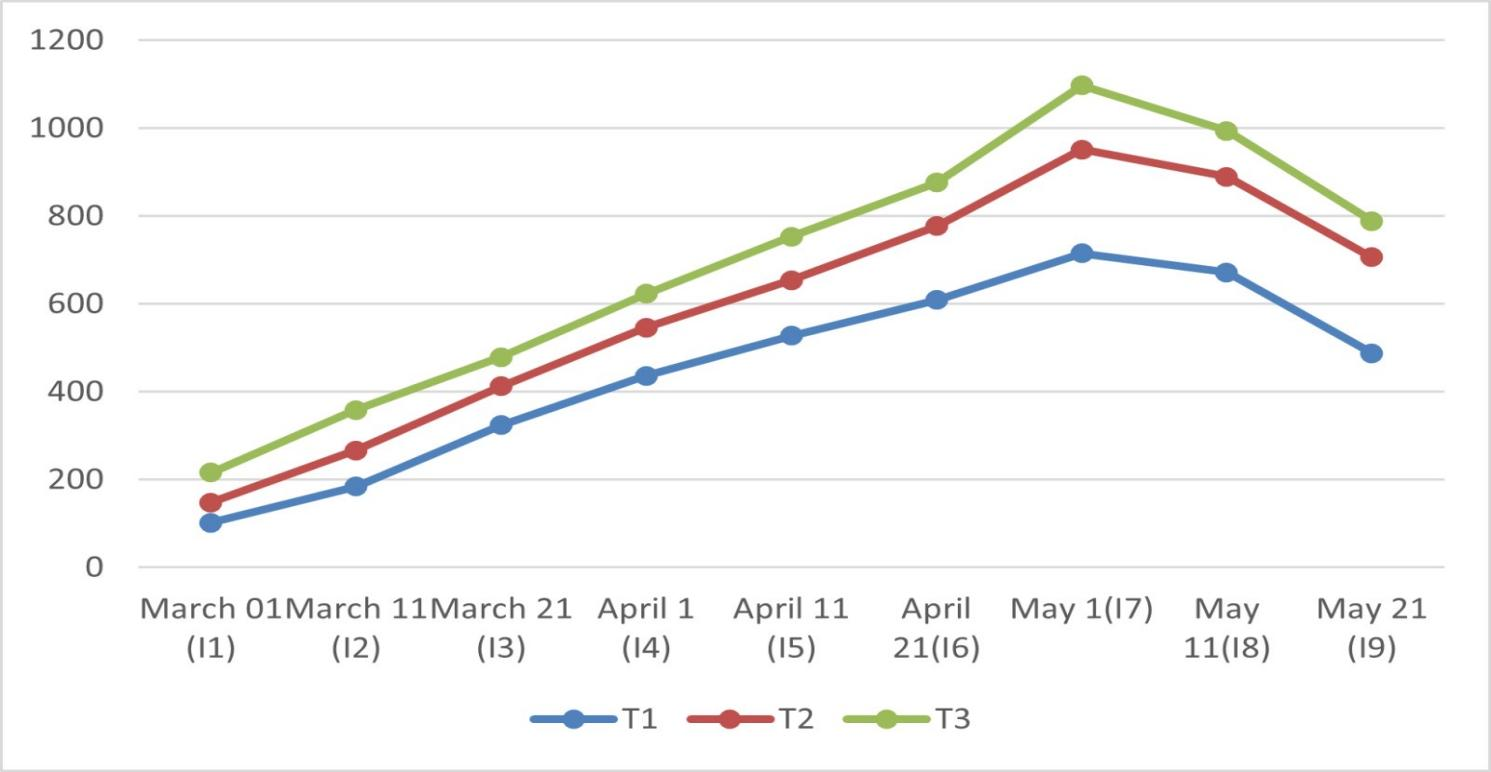 1200
1000
800
600
400
200
0
March 01 March 11 March 21 April 1 April 11 April May 1(I7) May May 21
(I1) (I2) (I3) (I4) (I5) 21(I6) 11(I8) (I9)
T1 T2 T3